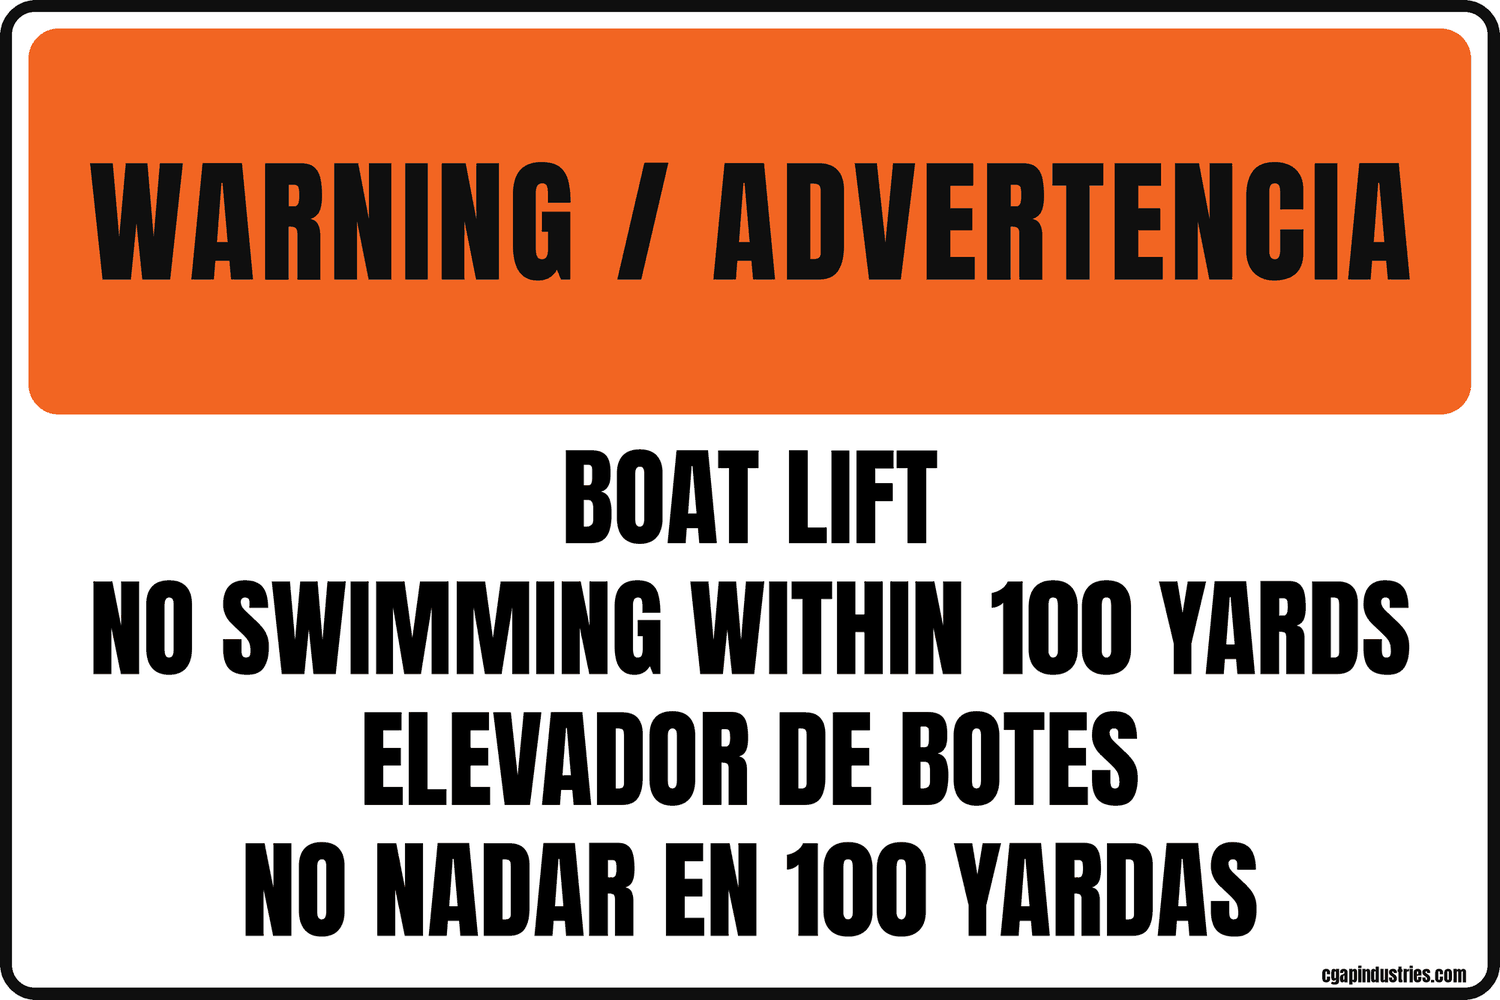 WARNING / ADVERTENCIA
BOAT LIFT
NO SWIMMING WITHIN 100 YARDS
ELEVADOR DE BOTES
NO NADAR EN 100 YARDAS
cgapindustries.com